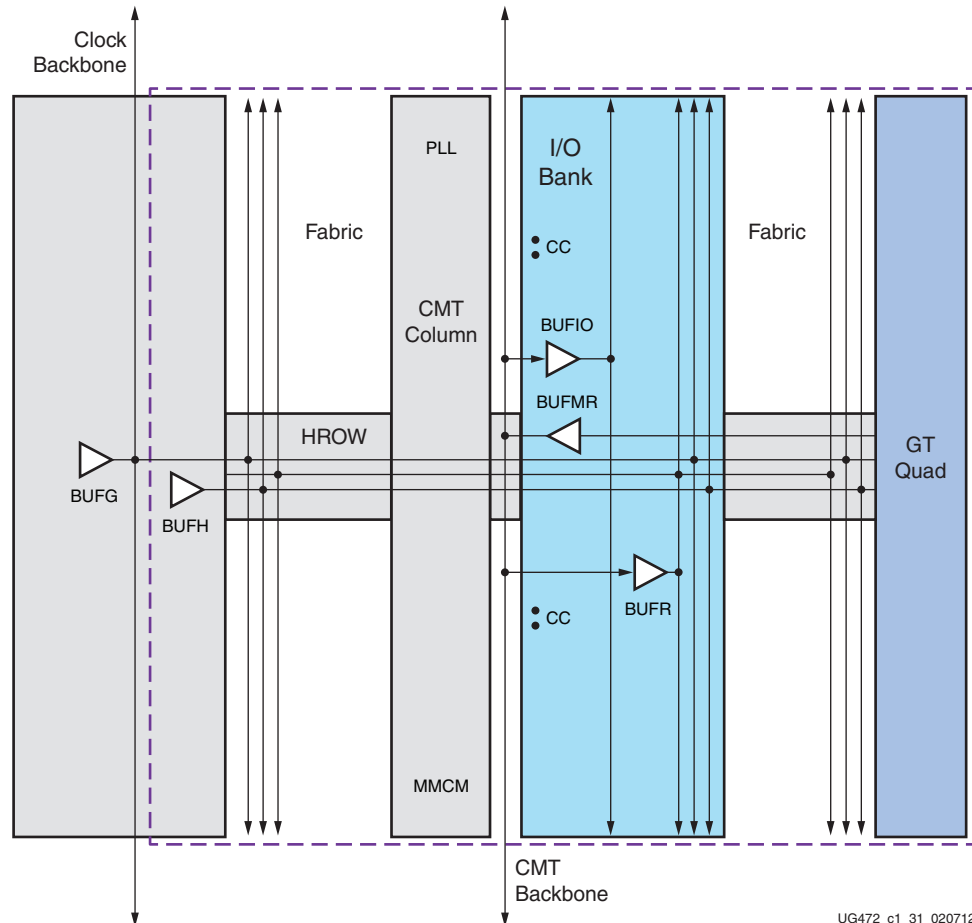 Clock
Backbone
PLL
I/O
Bank
Fabric
Fabric
CC
CMT
Column
BUFIO
BUFMR
HROW
GT
Quad
BUFG
BUFH
BUFR
CC
MMCM
CMT
Backbone
UG472_c1_31_020712